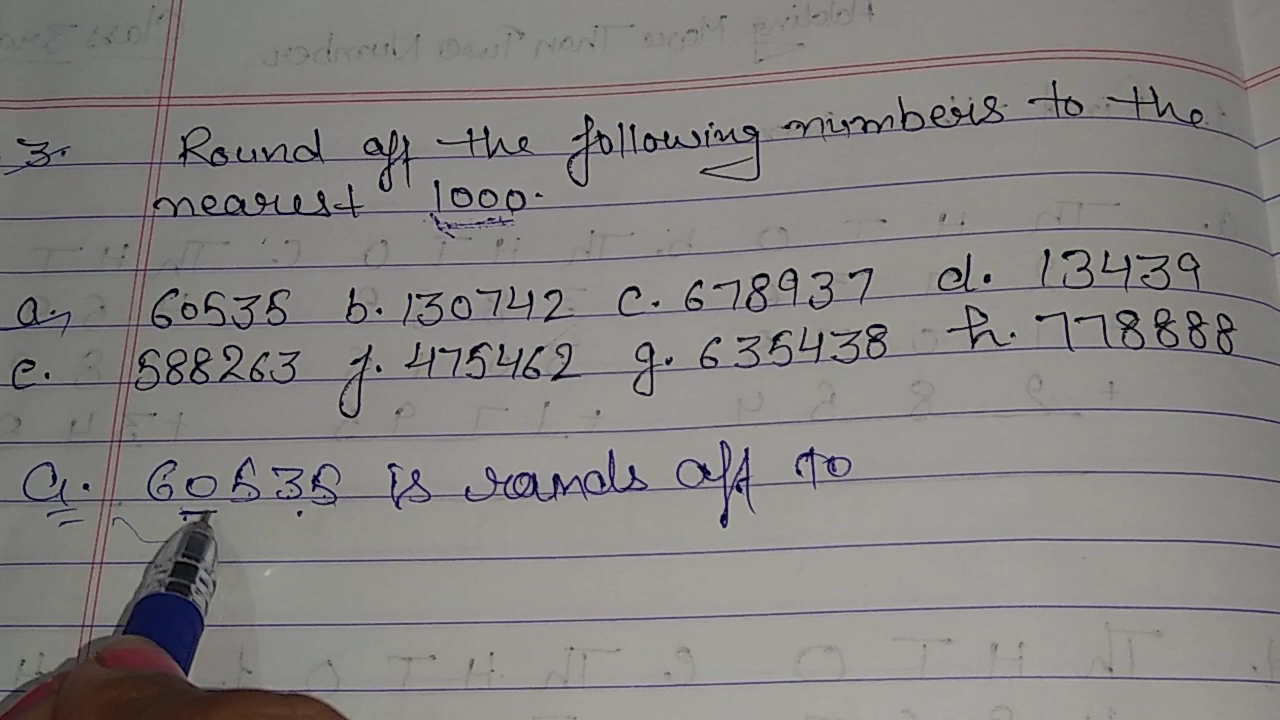 3. Round off the following numbers to the
nearest 1000.
a, 60535 b. 130742 c. 678937 d. 13439
e. 588263 f. 475462 g. 635438 h. 778888
a. 60535 is rounds off to